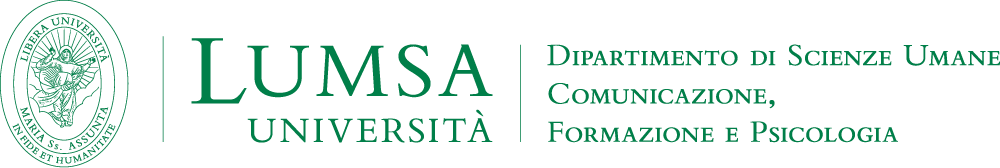 LIBERA UNIVERSITÀ
MARIA Ss. ASSUNTA
IN FIDE ET HUMANITATE
LUMSA
UNIVERSITÀ
DIPARTIMENTO DI SCIENZE UMANE
COMUNICAZIONE,
FORMAZIONE E PSICOLOGIA